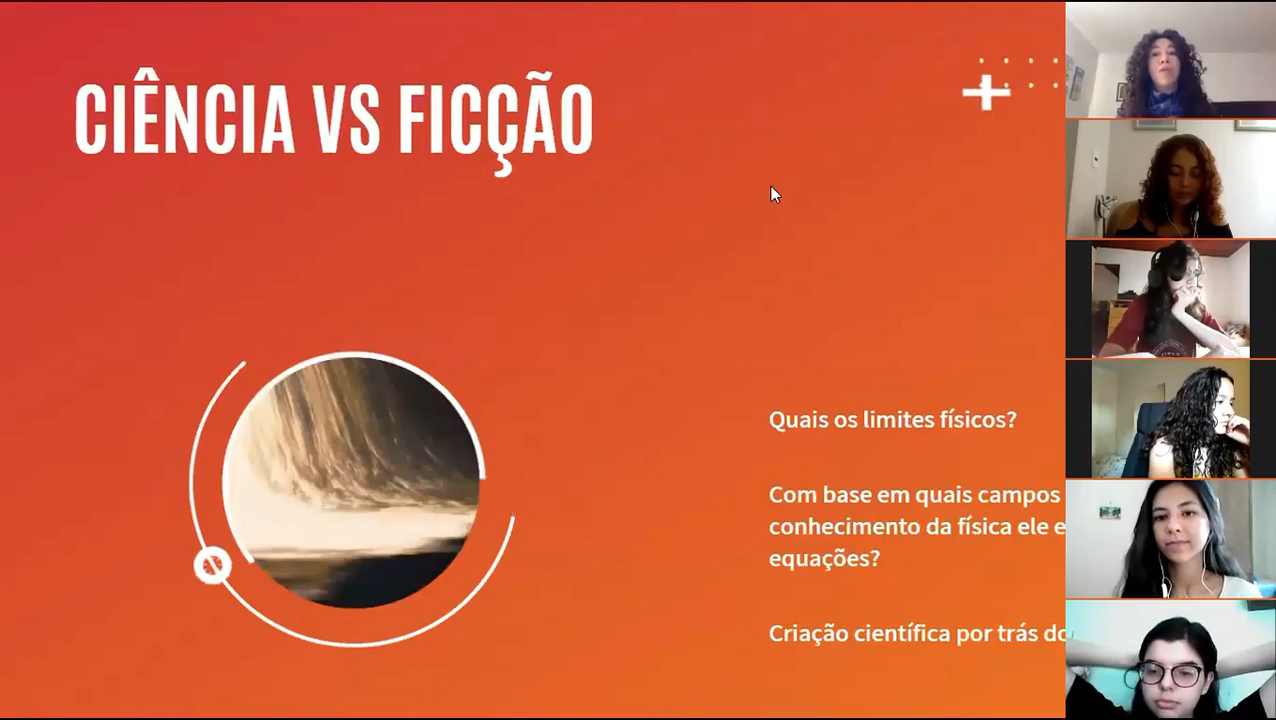 CIÊNCIA VS FICÇÃO
Quais os limites físicos?
Com base em quais campos
conhecimento da física ele e
equações?
Criação científica por trás do